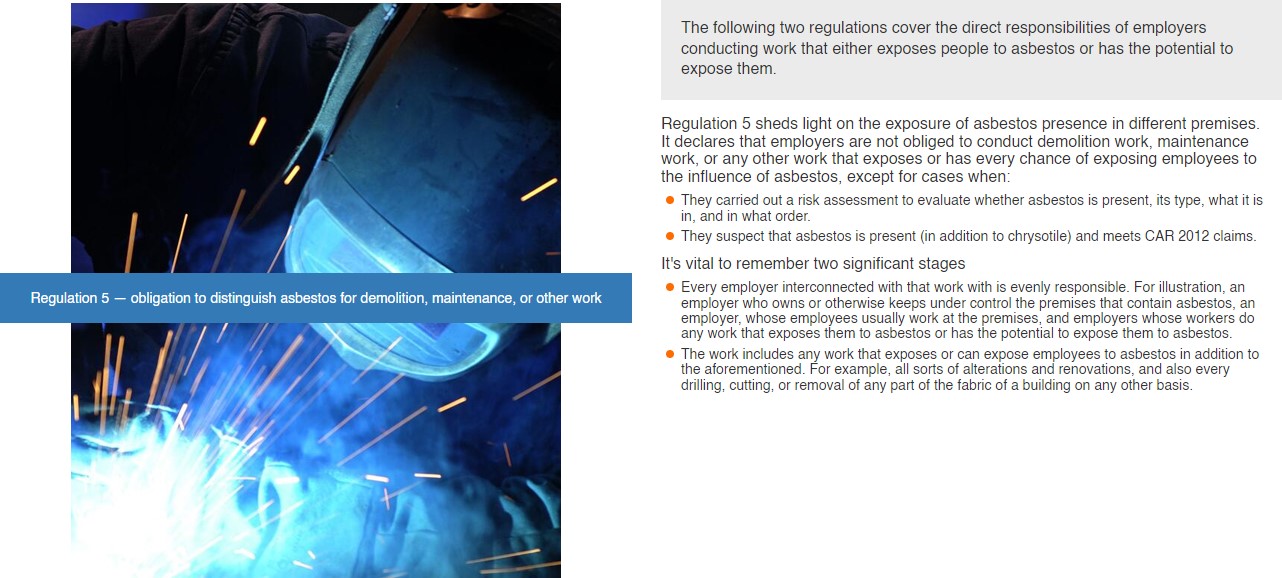 The following two regulations cover the direct responsibilities of employers
conducting work that either exposes people to asbestos or has the potential to
expose them.
Regulation 5 — obligation to distinguish asbestos for demolition, maintenance, or other work
Regulation 5 sheds light on the exposure of asbestos presence in different premises.
It declares that employers are not obliged to conduct demolition work, maintenance
work, or any other work that exposes or has every chance of exposing employees to
the influence of asbestos, except for cases when:
They carried out a risk assessment to evaluate whether asbestos is present, its type, what it is
in, and in what order.
They suspect that asbestos is present (in addition to chrysotile) and meets CAR 2012 claims.
It's vital to remember two significant stages
Every employer interconnected with that work with is evenly responsible. For illustration, an
employer who owns or otherwise keeps under control the premises that contain asbestos, an
employer, whose employees usually work at the premises, and employers whose workers do
any work that exposes them to asbestos or has the potential to expose them to asbestos.
The work includes any work that exposes or can expose employees to asbestos in addition to
the aforementioned. For example, all sorts of alterations and renovations, and also every
drilling, cutting, or removal of any part of the fabric of a building on any other basis.